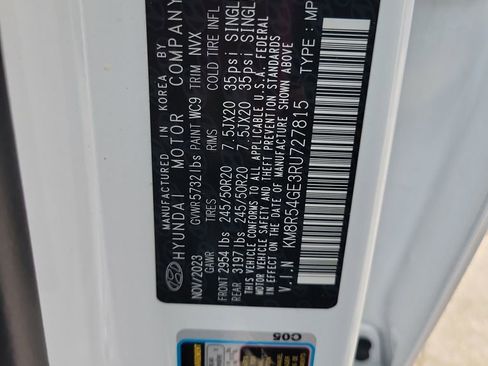 MANUFACTURED IN KOREA BY
HYUNDAI MOTOR COMPANY
NOV/2023 GVWR5732lbs PAINT WC9 TRIM NVX
GAWR TIRES RIMS COLD TIRE INFL
FRONT 2954lbs 245/50R20 7.5JX20 35psi SINGL
REAR 3197lbs 245/50R20 7.5JX20 35psi SINGL
THIS VEHICLE CONFORMS TO ALL APPLICABLE U.S.A. FEDERAL
MOTOR VEHICLE SAFETY AND THEFT PREVENTION STANDARDS
IN EFFECT ON THE DATE OF MANUFACTURE SHOWN ABOVE
V.I.N KM8R54GE3RU727815 TYPE : MP
C05